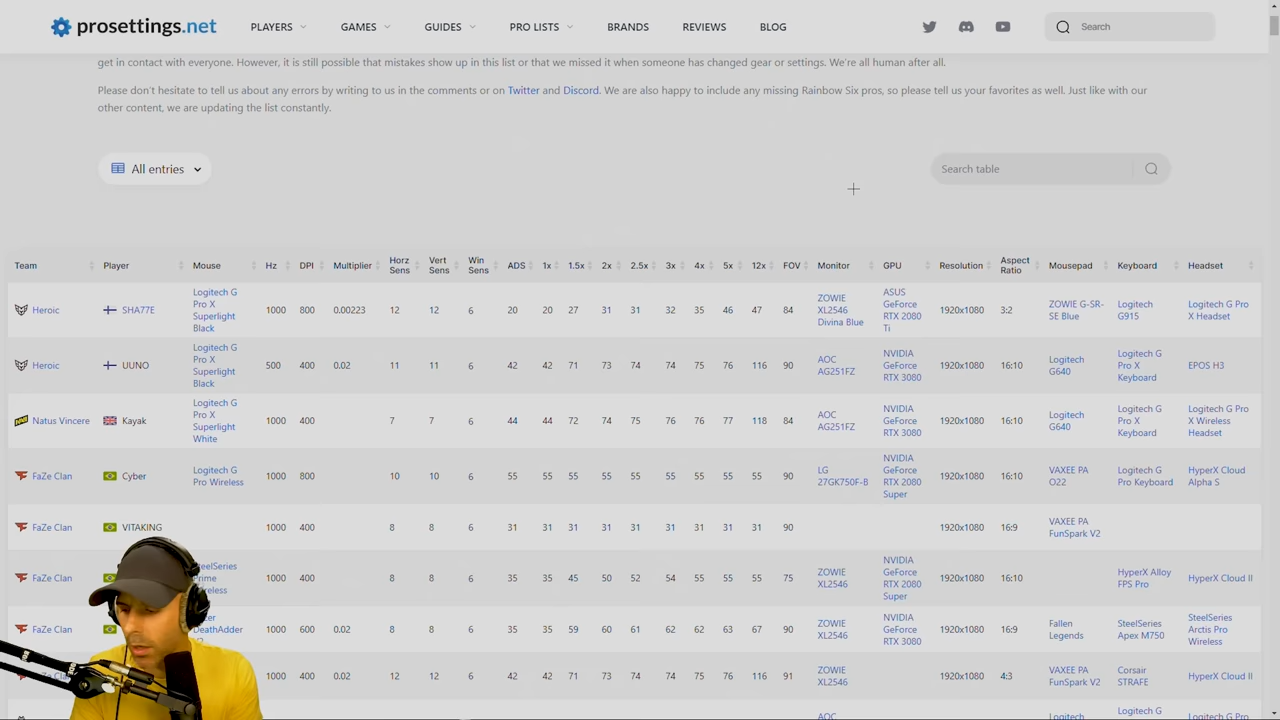 prosettings.net PLAYERS GAMES GUIDES PRO LISTS BRANDS REVIEWS BLOG Search
get in contact with everyone. However, it is still possible that mistakes show up in this list or that we missed it when someone has changed gear or settings. We're all human after all.
Please don't hesitate to tell us about any errors by writing to us in the comments or on Twitter and Discord. We are also happy to include any missing Rainbow Six pros, so please tell us your favorites as well. Just like with our
other content, we are updating the list constantly.
All entries Search table
Team Player Mouse Hz DPI Multiplier Horz Sens Vert Sens Win Sens ADS 1x 1.5x 2x 2.5x 3x 4x 5x 12x FOV Monitor GPU Resolution Aspect Ratio Mousepad Keyboard Headset
Heroic SHA77E Logitech G Pro X Superlight Black 1000 800 0.00223 12 12 6 20 20 27 31 31 32 35 46 47 84 ZOWIE XL2546 Divina Blue ASUS GeForce RTX 2080 Ti 1920x1080 3:2 ZOWIE G-SR-SE Blue Logitech G915 Logitech G Pro X Headset
Heroic UUNO Logitech G Pro X Superlight Black 500 400 0.02 11 11 6 42 42 71 73 74 74 75 76 116 90 AOC AG251FZ NVIDIA GeForce RTX 3080 1920x1080 16:10 Logitech G640 Logitech G Pro X Keyboard EPOS H3
Natus Vincere Kayak Logitech G Pro X Superlight White 1000 400 7 7 6 44 44 72 74 75 76 76 77 118 84 AOC AG251FZ NVIDIA GeForce RTX 3080 1920x1080 16:10 Logitech G640 Logitech G Pro X Keyboard Logitech G Pro X Wireless Headset
FaZe Clan Cyber Logitech G Pro Wireless 1000 800 10 10 6 55 55 55 55 55 55 55 55 55 90 LG 27GK750F-B NVIDIA GeForce RTX 2080 Super 1920x1080 16:10 VAXEE PA O22 Logitech G Pro Keyboard HyperX Cloud Alpha S
FaZe Clan VITAKING 1000 400 8 8 6 31 31 31 31 31 31 31 31 31 90 1920x1080 16:9 VAXEE PA FunSpark V2
FaZe Clan SteelSeries Prime Wireless 1000 400 8 8 6 35 35 45 50 52 54 55 55 55 75 ZOWIE XL2546 NVIDIA GeForce RTX 2080 Super 1920x1080 16:10 HyperX Alloy FPS Pro HyperX Cloud II
FaZe Clan DeathAdder 1000 600 0.02 8 8 6 35 35 59 60 61 62 62 63 67 90 ZOWIE XL2546 NVIDIA GeForce RTX 3080 1920x1080 16:9 Fallen Legends SteelSeries Apex M750 SteelSeries Arctis Pro Wireless
1000 400 0.02 12 12 6 42 42 71 73 74 74 75 76 116 91 ZOWIE XL2546 1920x1080 4:3 VAXEE PA FunSpark V2 Corsair STRAFE HyperX Cloud II
AOC NVIDIA Logitech G Logitech G Pro